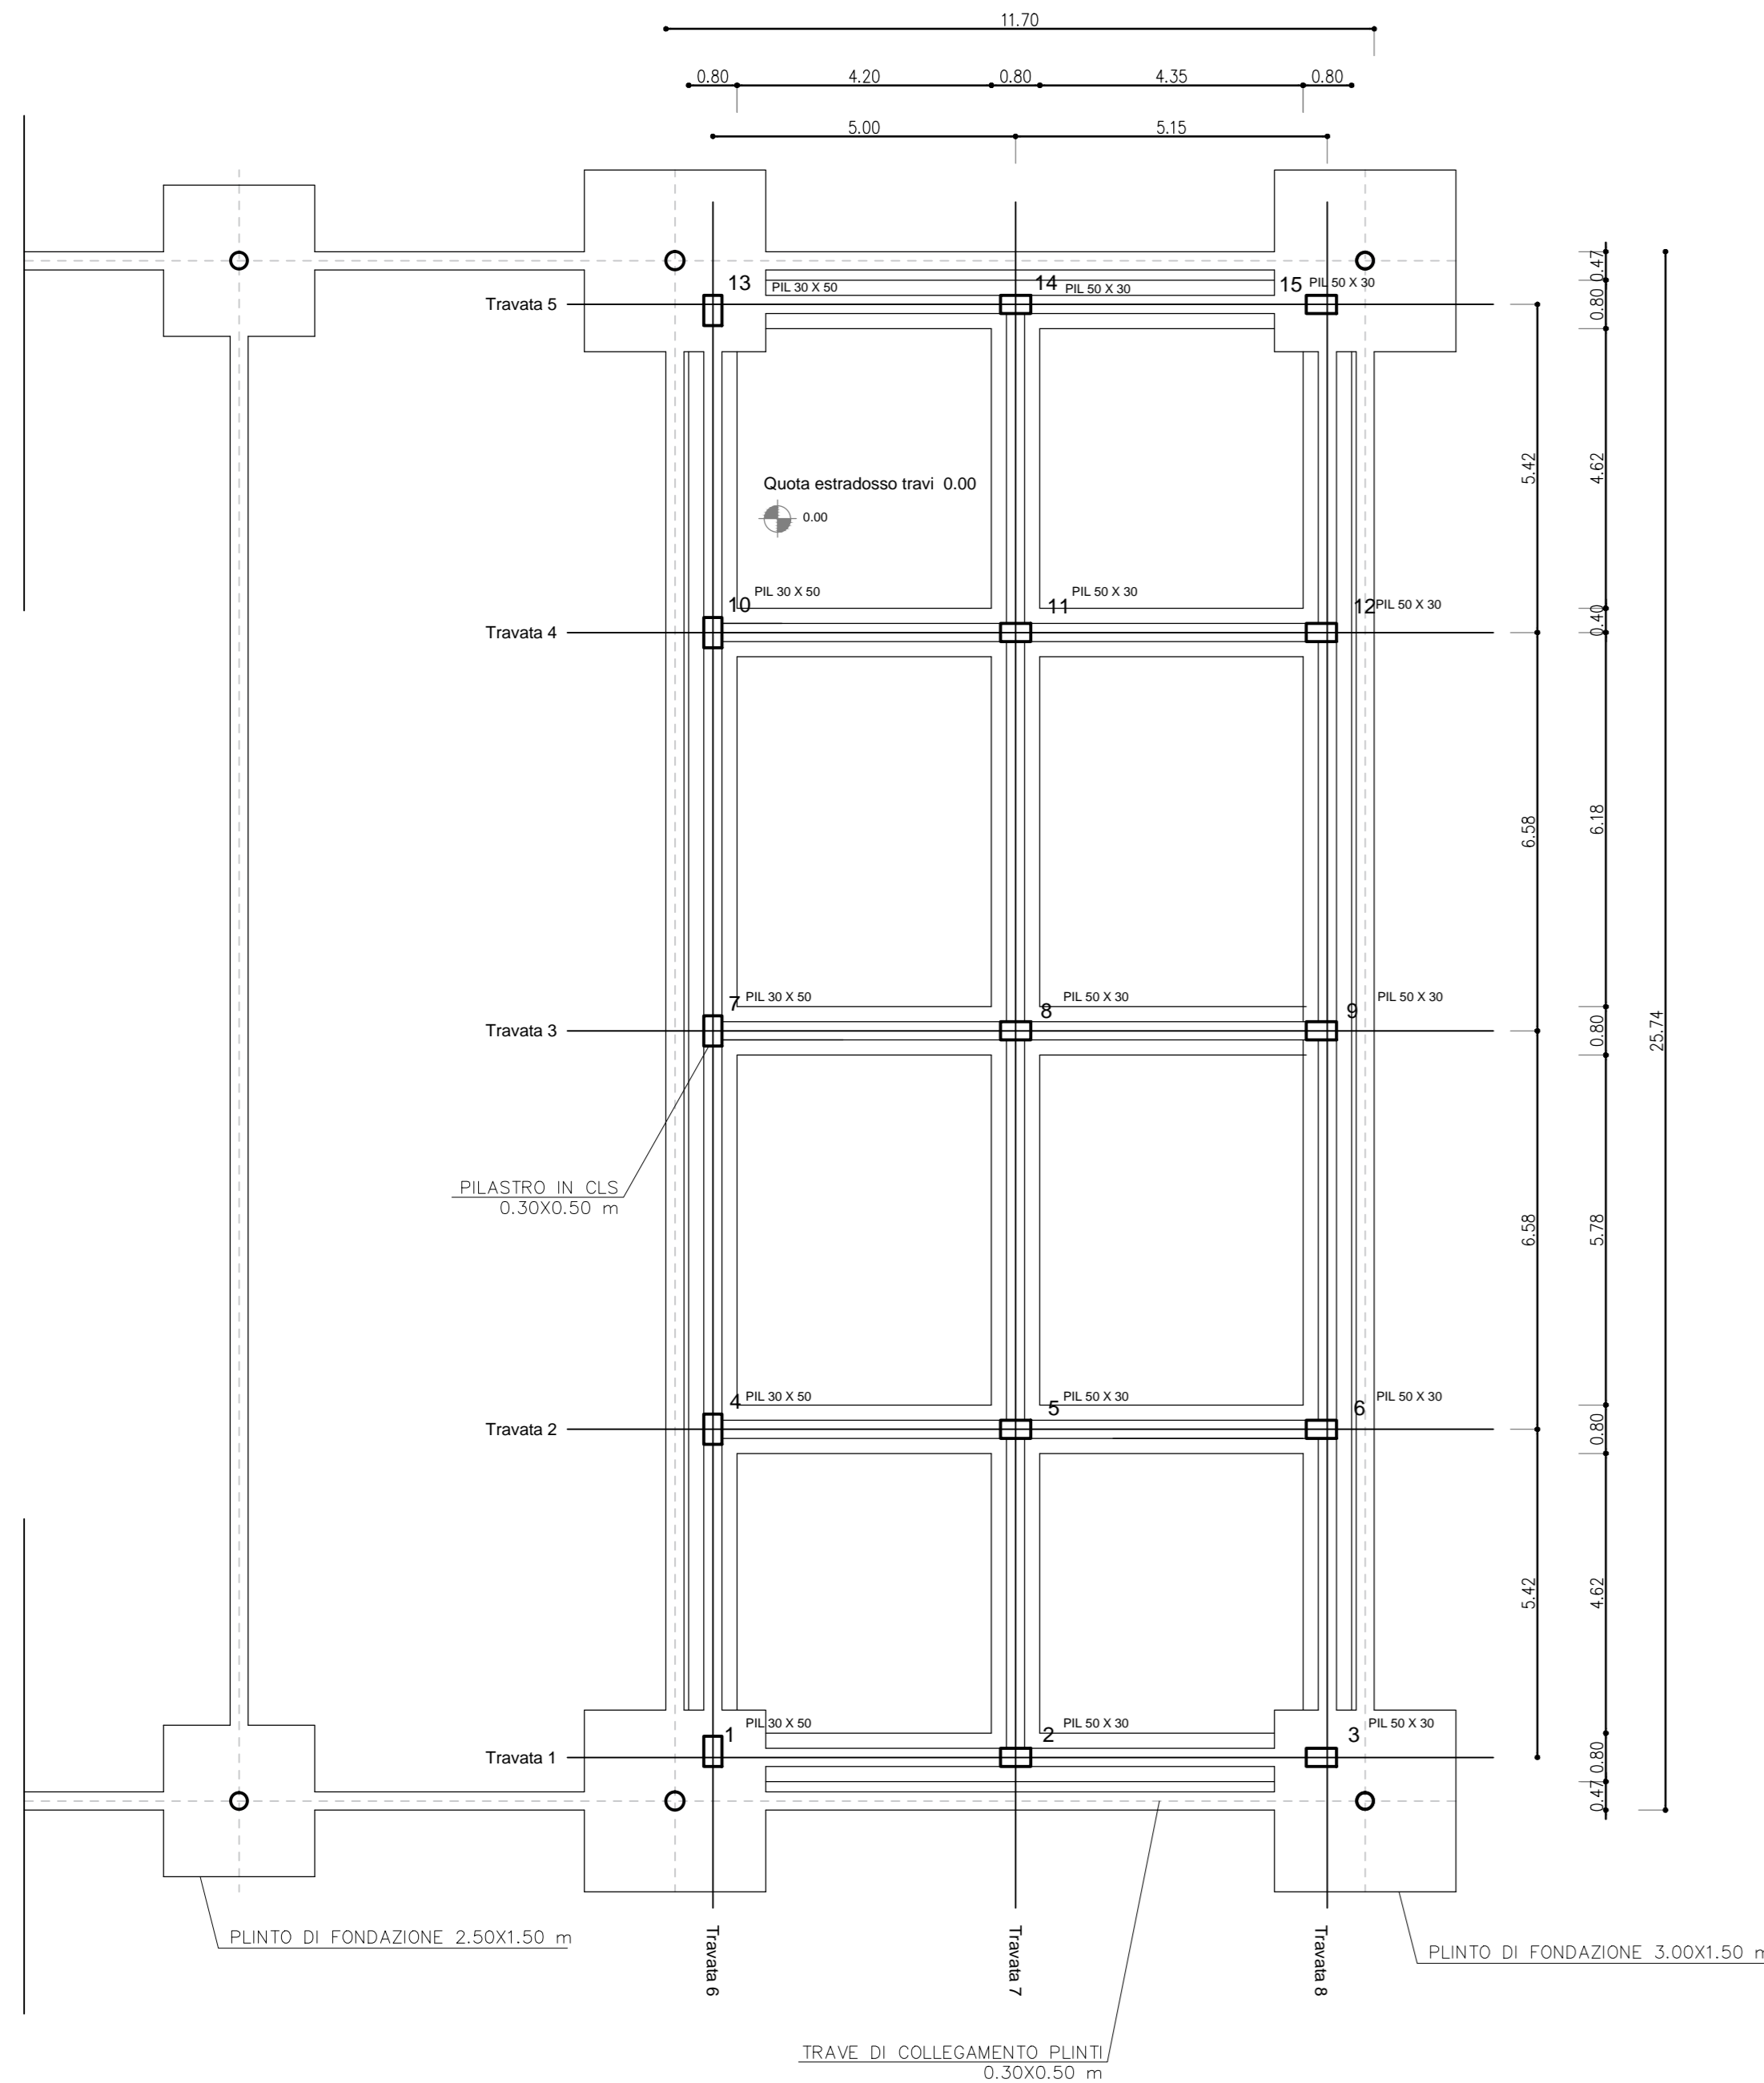 11.70
0.80 4.20 0.80 4.35 0.80
5.00 5.15
0.47
13 PIL 30 X 50 14 PIL 50 X 30 15 PIL 50 X 30
Travata 5
0.80
5.42 4.62
Quota estradosso travi 0.00
0.00
10 PIL 30 X 50 11 PIL 50 X 30 12 PIL 50 X 30
Travata 4
0.40
6.58 6.18
7 PIL 30 X 50 8 PIL 50 X 30 9 PIL 50 X 30
Travata 3
0.80
25.74
PILASTRO IN CLS
0.30X0.50 m
6.58 5.78
4 PIL 30 X 50 5 PIL 50 X 30 6 PIL 50 X 30
Travata 2
0.80
5.42 4.62
1 PIL 30 X 50 2 PIL 50 X 30 3 PIL 50 X 30
Travata 1
0.80
0.47
PLINTO DI FONDAZIONE 2.50X1.50 m
Travata 6
Travata 7
Travata 8
PLINTO DI FONDAZIONE 3.00X1.50 m
TRAVE DI COLLEGAMENTO PLINTI
0.30X0.50 m